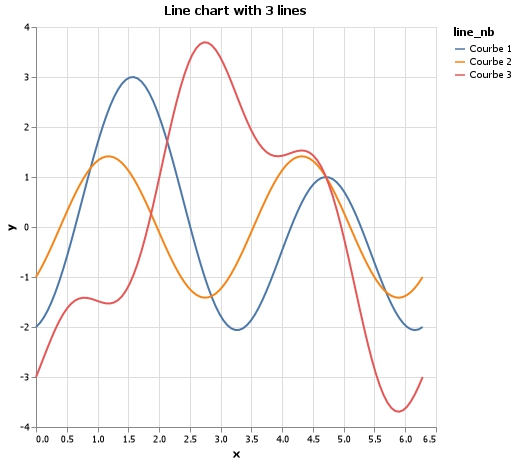 Line chart with 3 lines
line_nb
Courbe 1
Courbe 2
Courbe 3
y
4
3
2
1
0
-1
-2
-3
-4
0.0 0.5 1.0 1.5 2.0 2.5 3.0 3.5 4.0 4.5 5.0 5.5 6.0 6.5
x